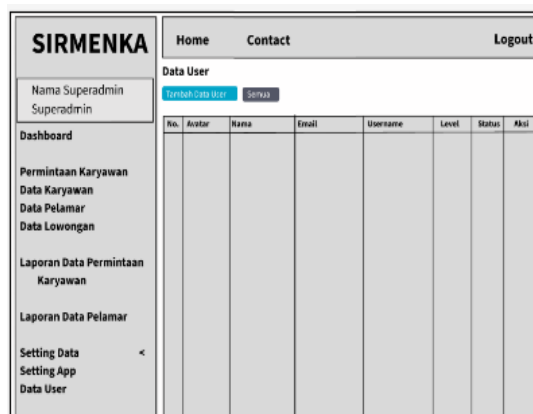 SIRMENKA
Home Contact Logout
Nama Superadmin
Superadmin
Dashboard
Permintaan Karyawan
Data Karyawan
Data Pelamar
Data Lowongan
Laporan Data Permintaan
Karyawan
Laporan Data Pelamar
Setting Data <
Setting App
Data User
Data User
Tambah Data User Semua
No. Avatar Nama Email Username Level Status Aksi